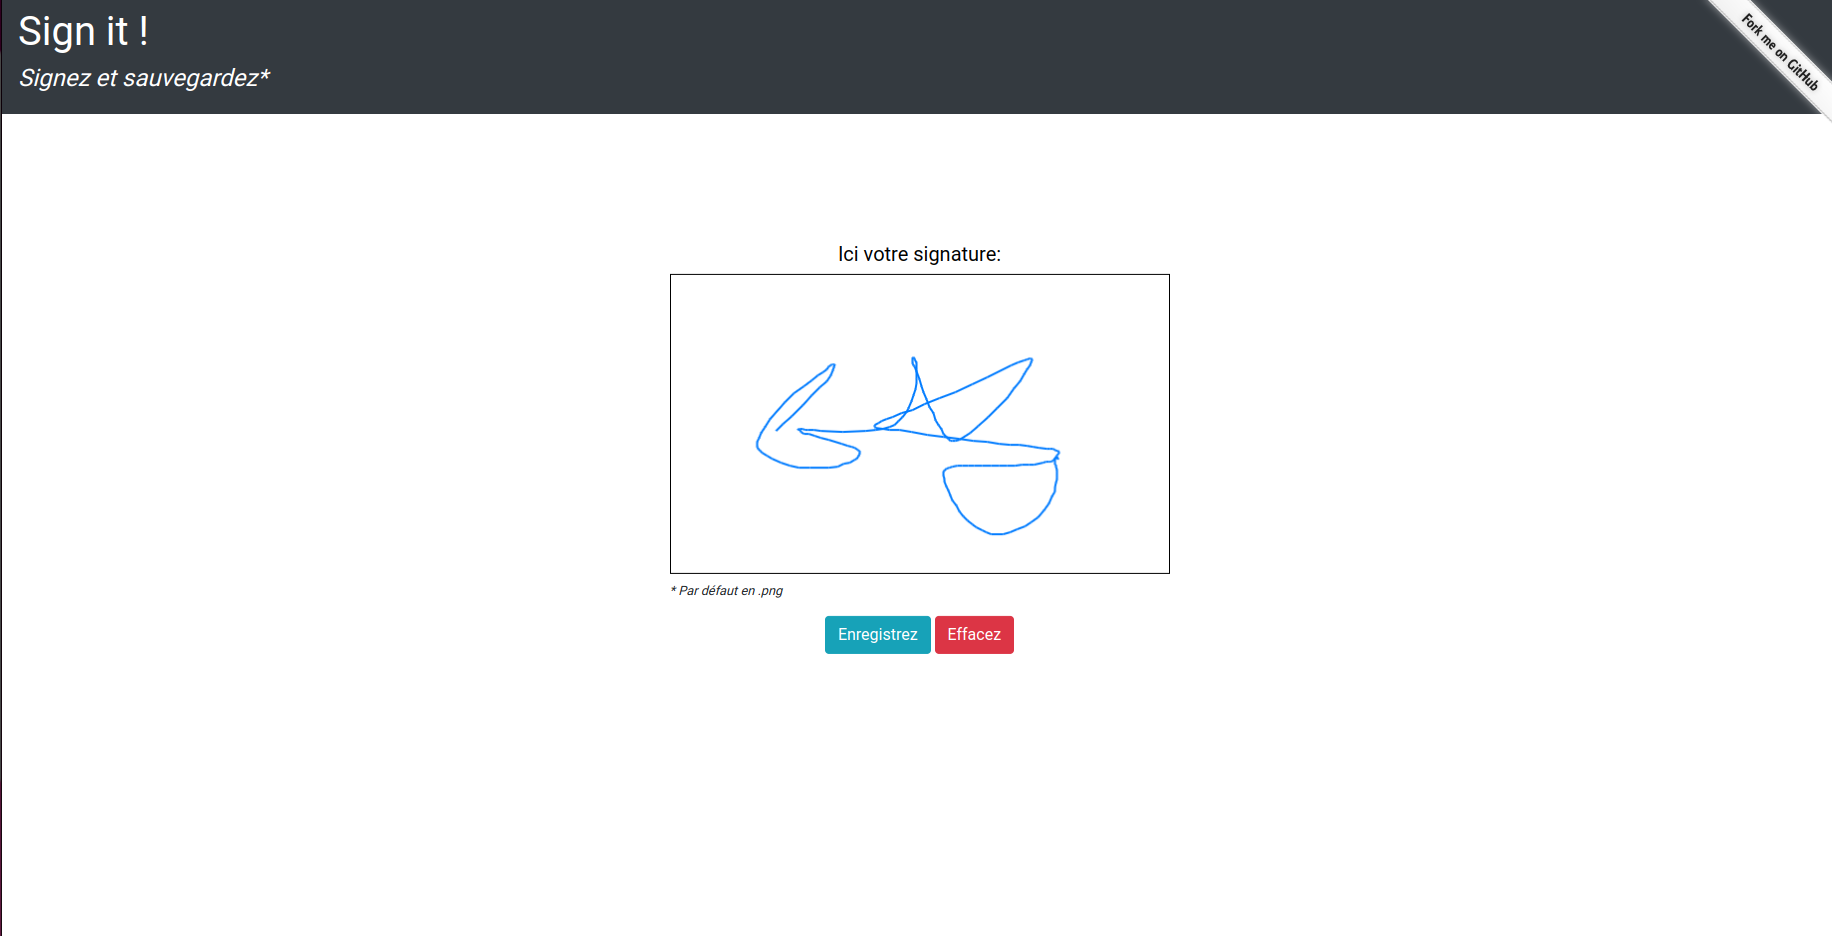 Sign it !
Signez et sauvegardez*
Fork me on GitHub
Ici votre signature:
* Par défaut en .png
Enregistrez
Effacez